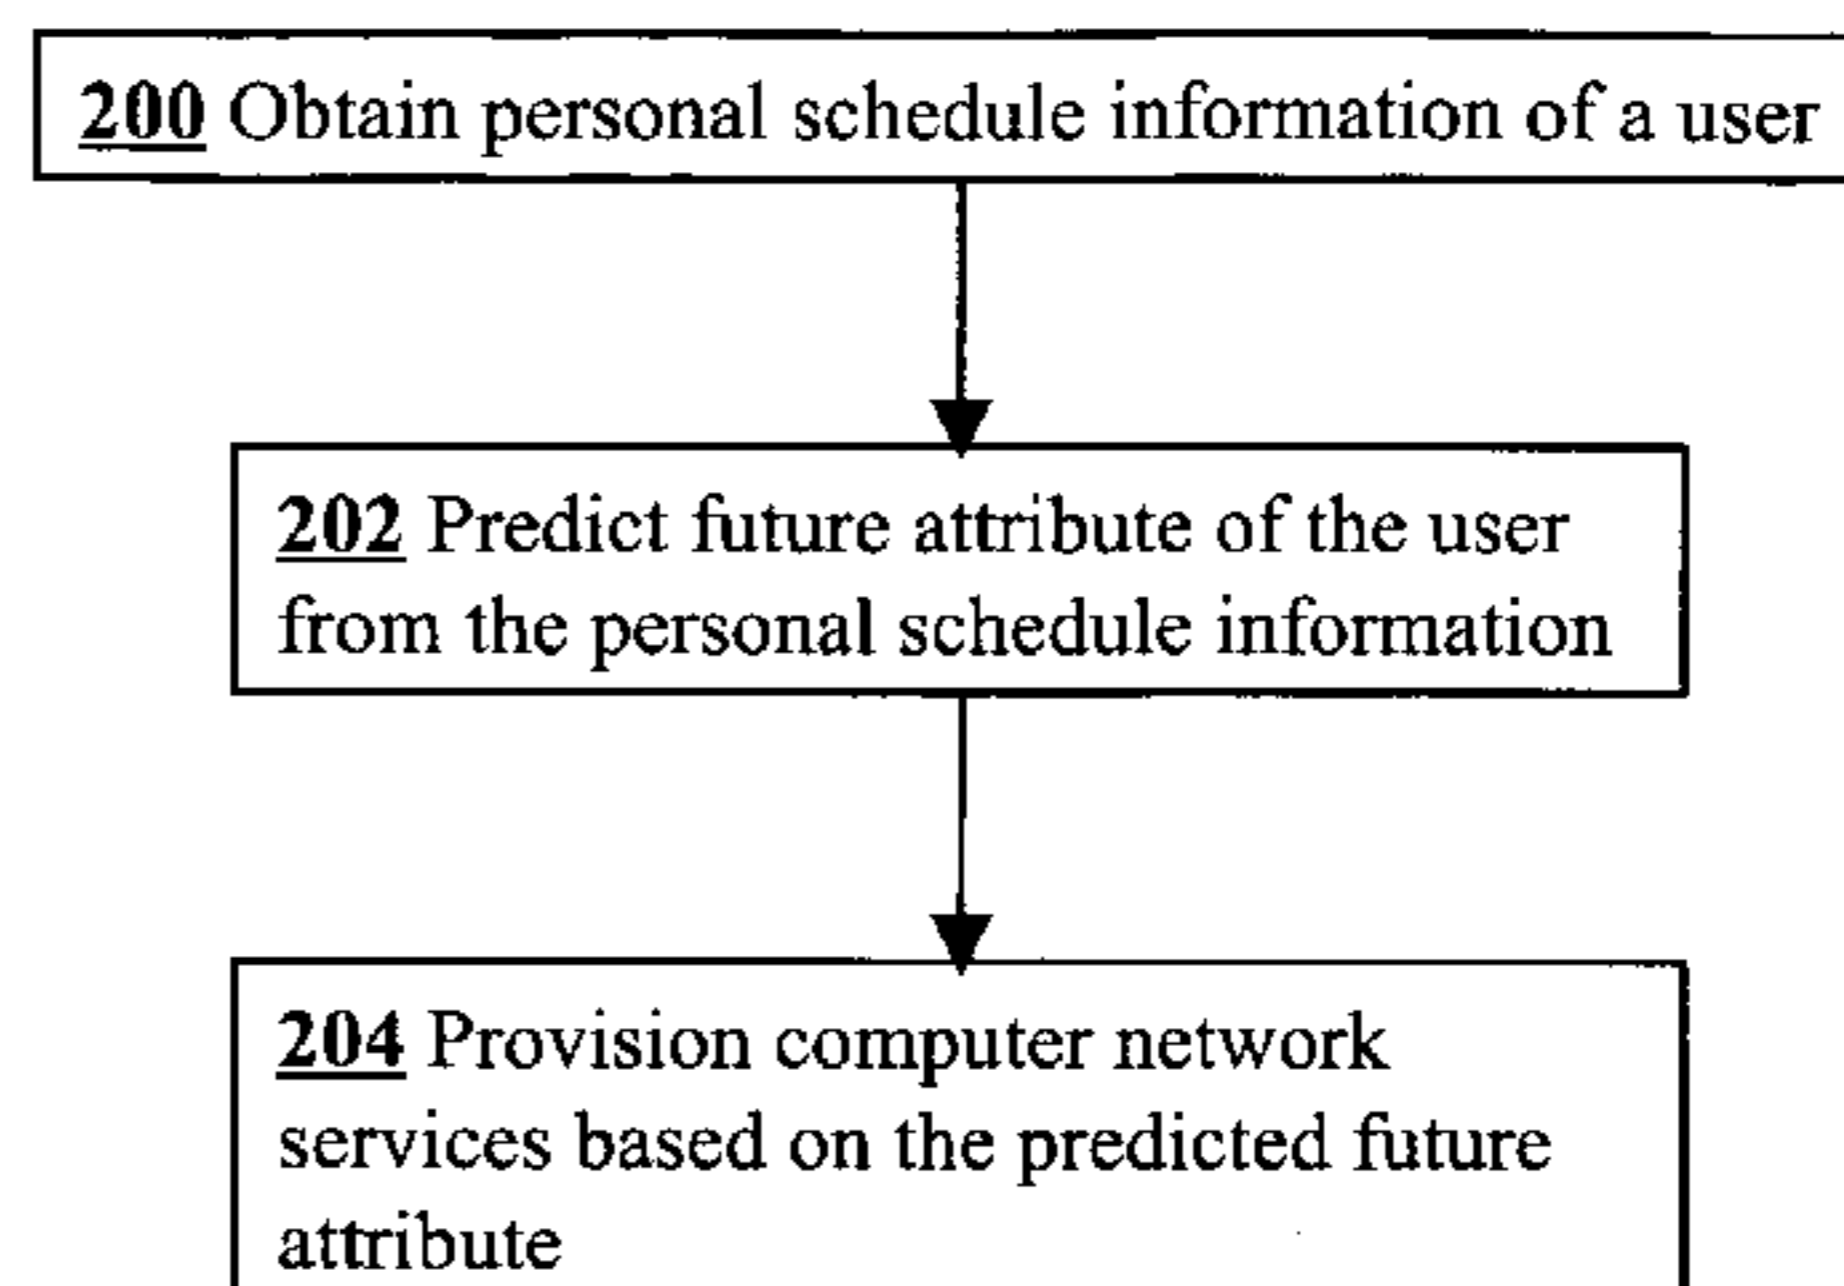 200 Obtain personal schedule information of a user
202 Predict future attribute of the user
from the personal schedule information
204 Provision computer network
services based on the predicted future
attribute